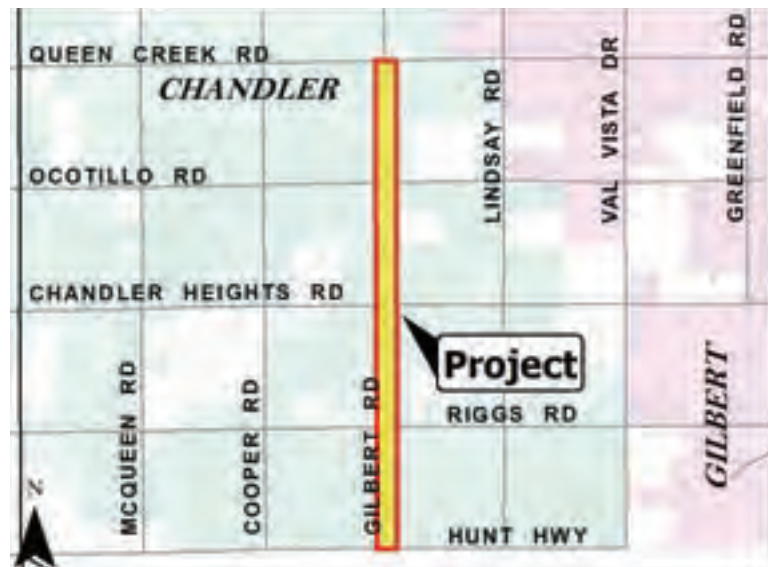 QUEEN CREEK RD
CHANDLER
OCOTILLO RD
CHANDLER HEIGHTS RD
LINDSAY RD
VAL VISTA DR
GREENFIELD RD
Project
RIGGS RD
MCQUEEN RD
COOPER RD
GILBERT RD
GILBERT
HUNT HWY
N